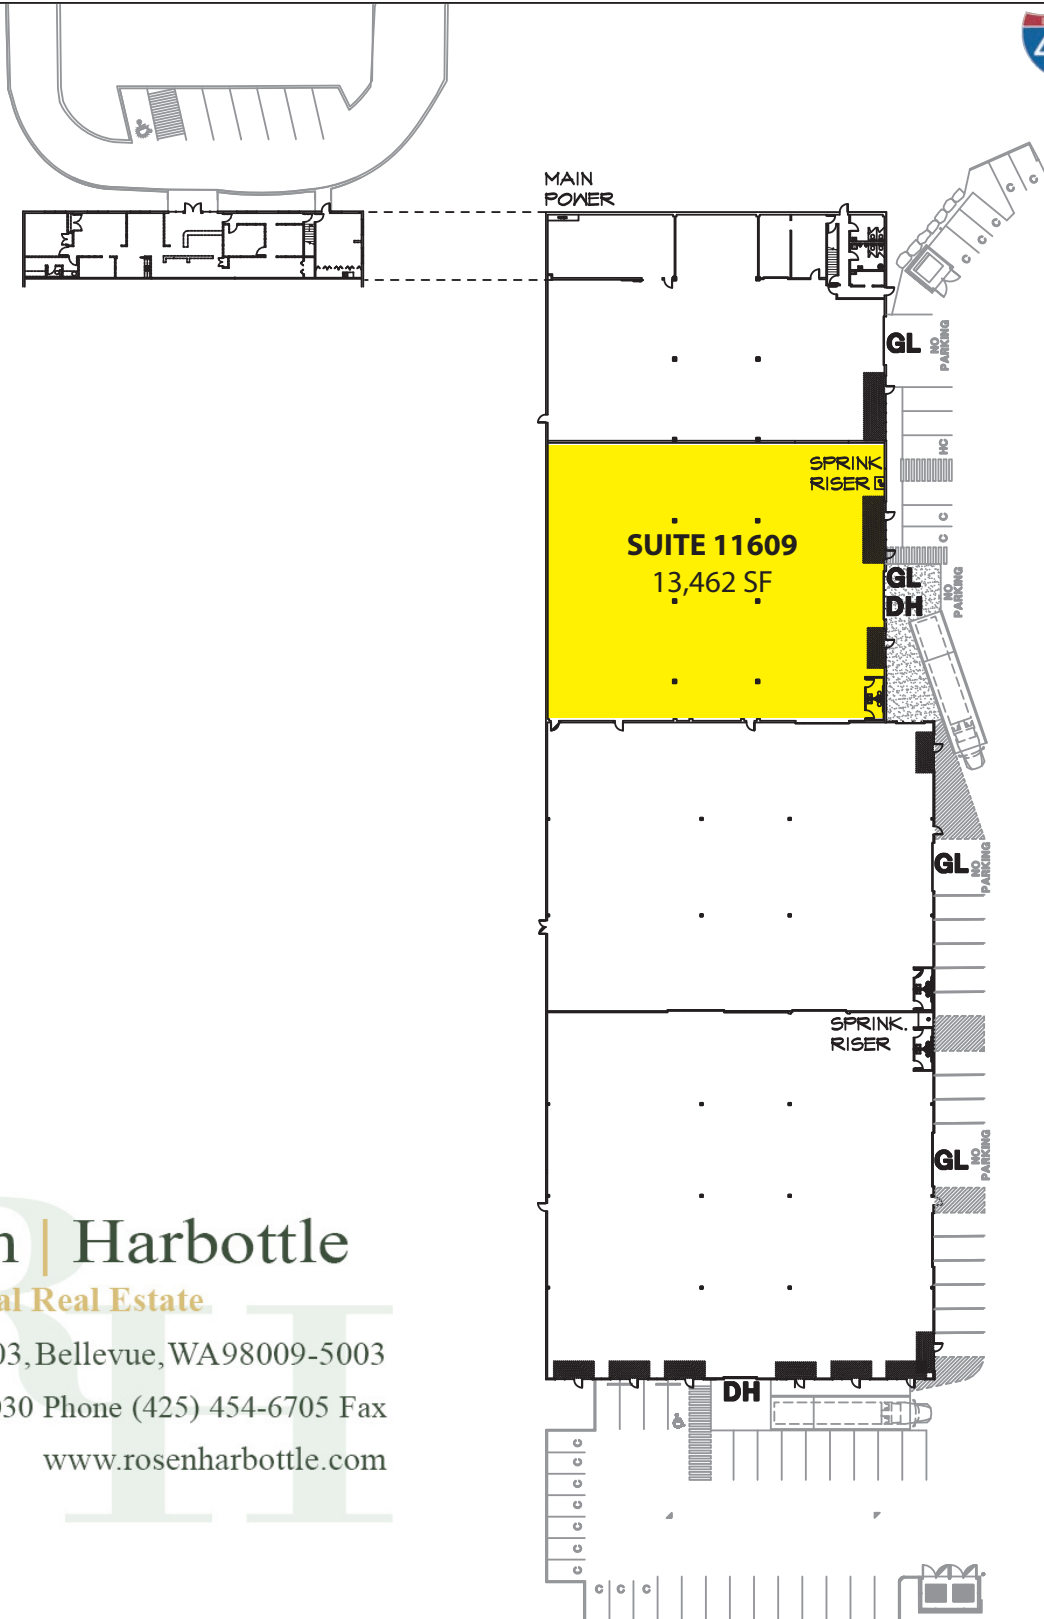 MAIN
POWER
GL
NO
PARKING
HC
SPRINK.
RISER
SUITE 11609
13,462 SF
C
C
C
C
C
C
GL
DH
NO
PARKING
GL
NO
PARKING
SPRINK.
RISER
GL
NO
PARKING
DH
n | Harbottle
al Real Estate
03, Bellevue, WA 98009-5003
030 Phone (425) 454-6705 Fax
www.rosenharbottle.com
C
C
C
C
C
C
C
C C C